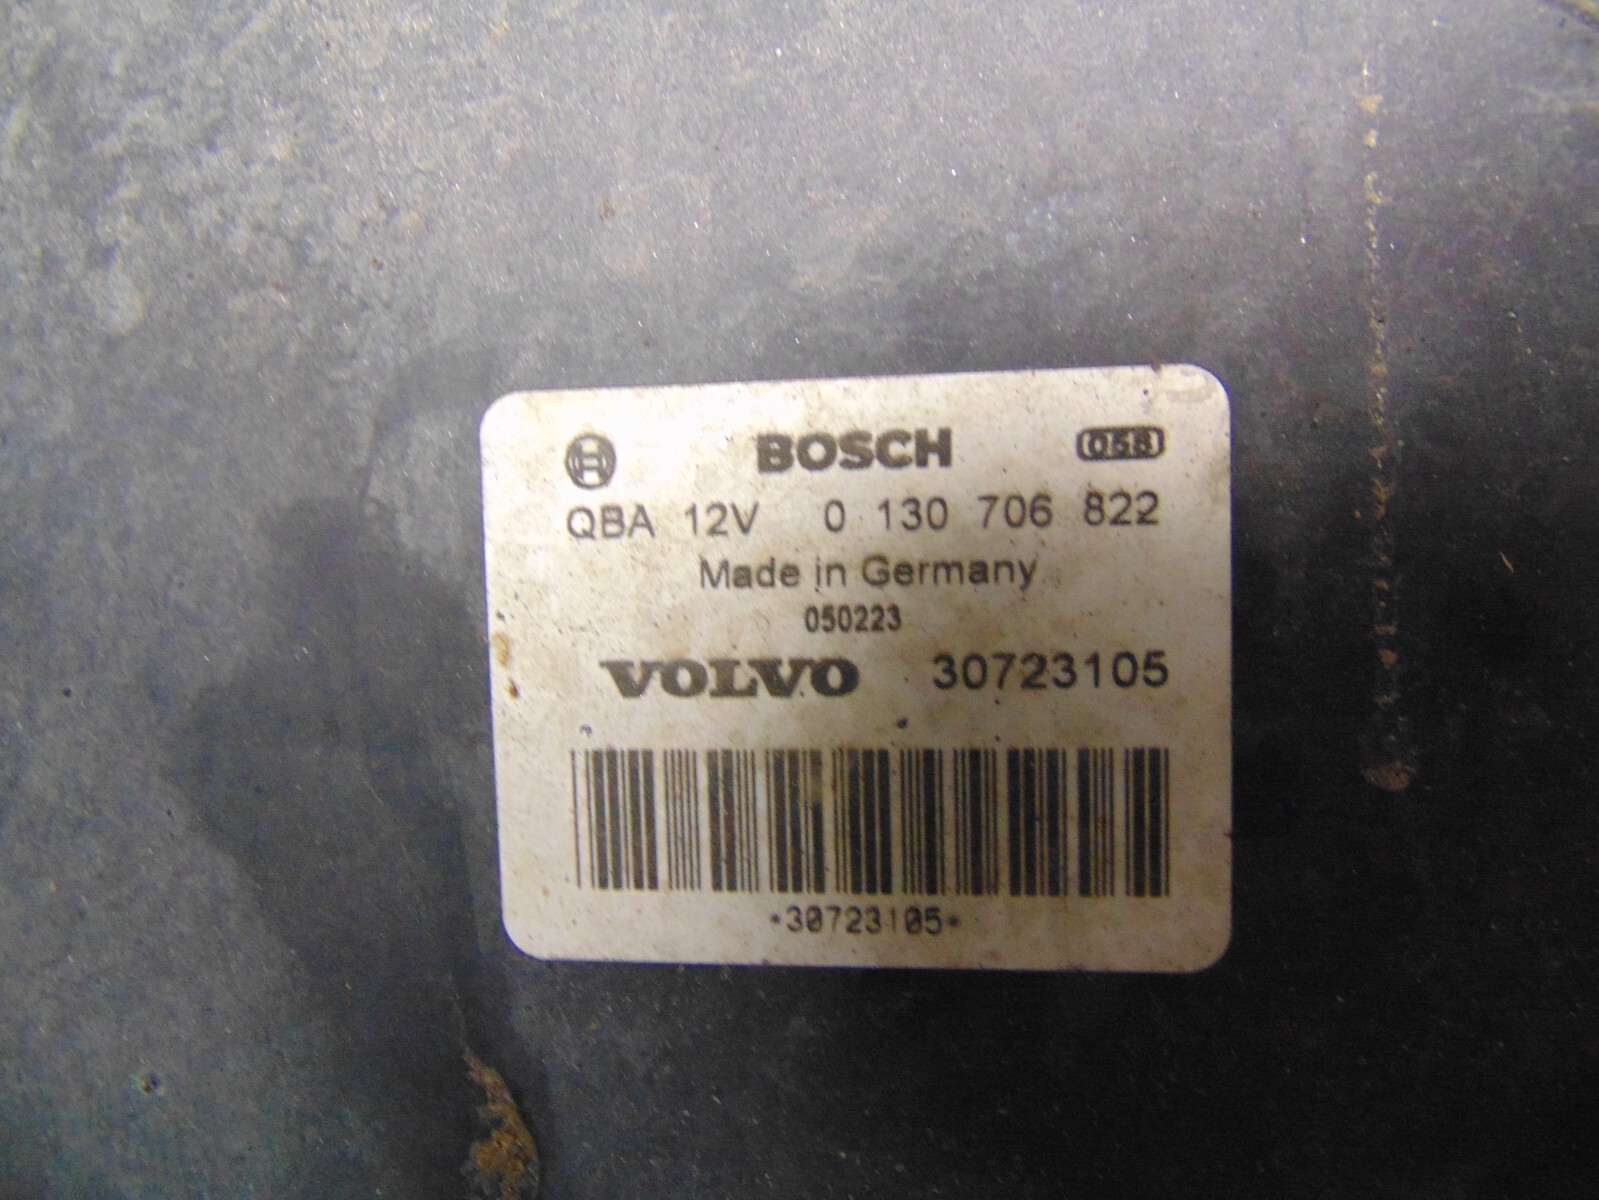 BOSCH 058
QBA 12V 0 130 706 822
Made in Germany
050223
VOLVO 30723105
*30723105*